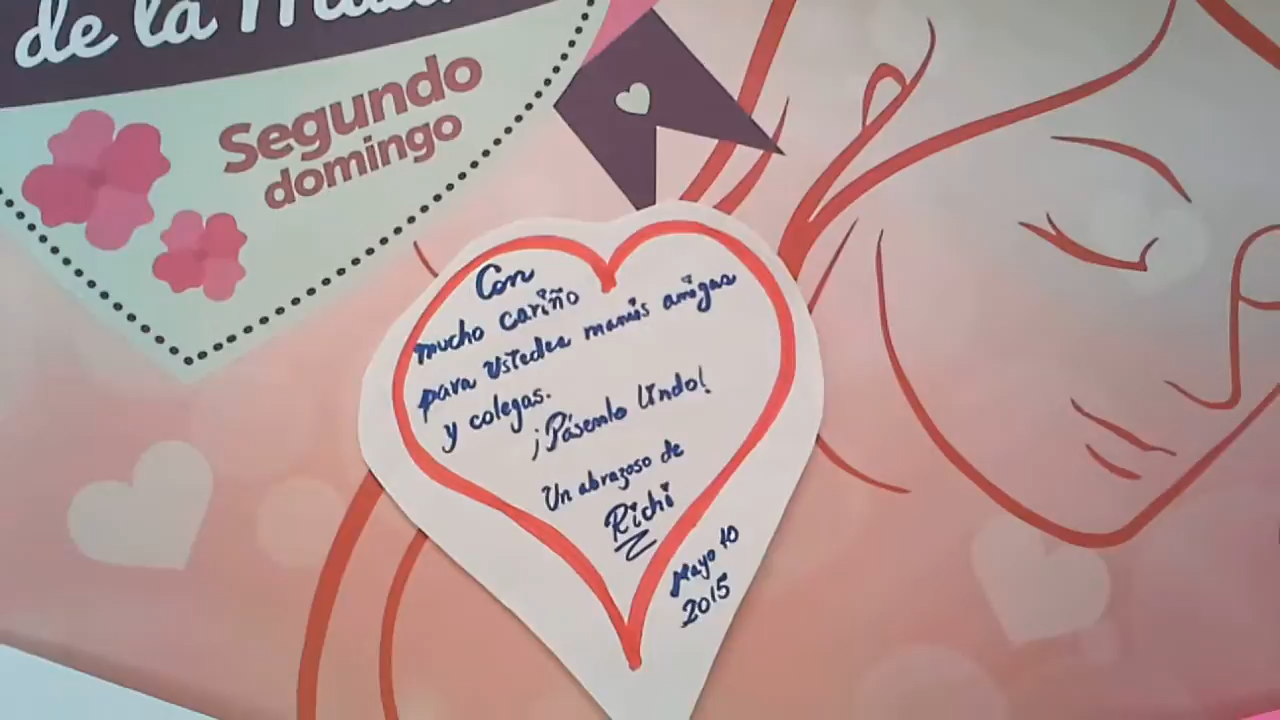 de la
Segundo
domingo
Con
mucho cariño
para ustedes mamis amigas
y colegas.
¡Pásenlo lindo!
Un abrazoso de
Richi
Mayo 10
2015